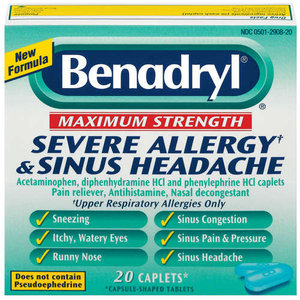 NDC 0501-2908-20
New
Formula
Benadryl®
MAXIMUM STRENGTH
SEVERE ALLERGY†
& SINUS HEADACHE
Acetaminophen, diphenhydramine HCl and phenylephrine HCl caplets
Pain reliever, Antihistamine, Nasal decongestant
†Upper Respiratory Allergies Only
✓ Sneezing
✓ Itchy, Watery Eyes
✓ Runny Nose
✓ Sinus Congestion
✓ Sinus Pain & Pressure
✓ Sinus Headache
Does not contain
Pseudoephedrine
20 CAPLETS*
*CAPSULE-SHAPED TABLETS